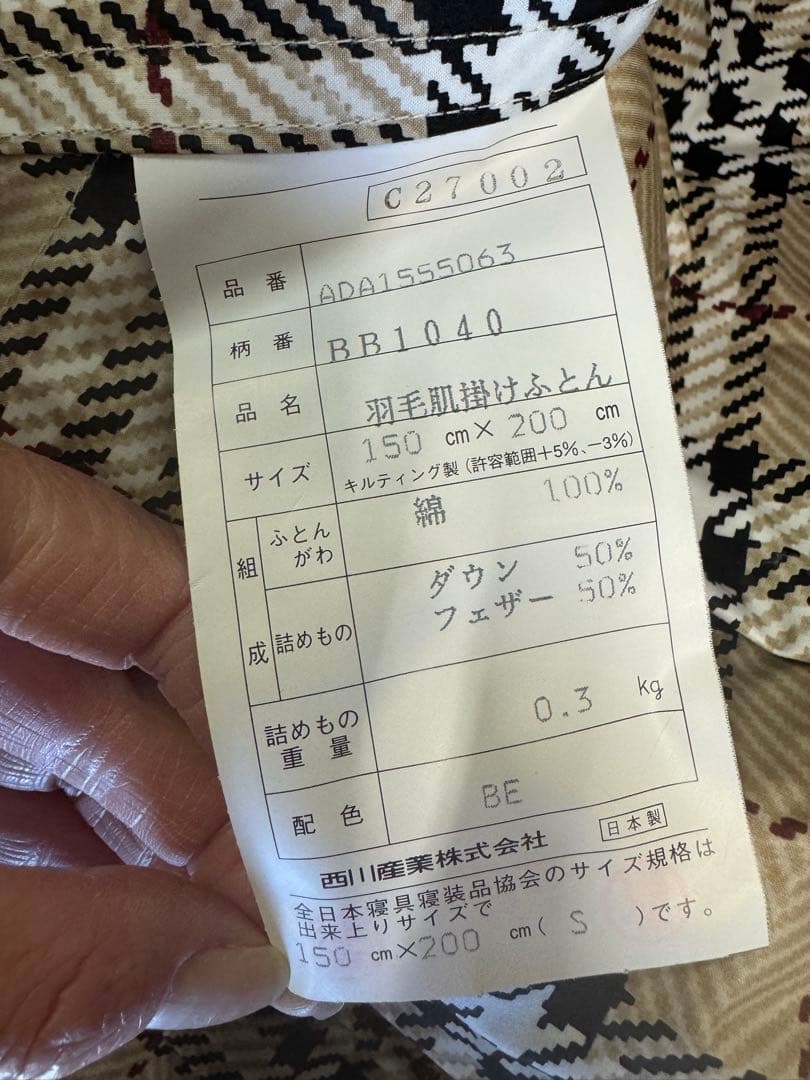 C27002
品番 ADA1555063
柄番 BB1040
品名 羽毛肌掛けふとん
サイズ 150 cm×200 cm
キルティング製(許容範囲+5%、−3%)
組成 ふとんがわ 綿 100%
詰めもの ダウン 50%
フェザー 50%
詰めもの重量 0.3 kg
配色 BE
西川産業株式会社 日本製
全日本寝具寝装品協会のサイズ規格は
出来上りサイズで
150 cm×200 cm( S )です。